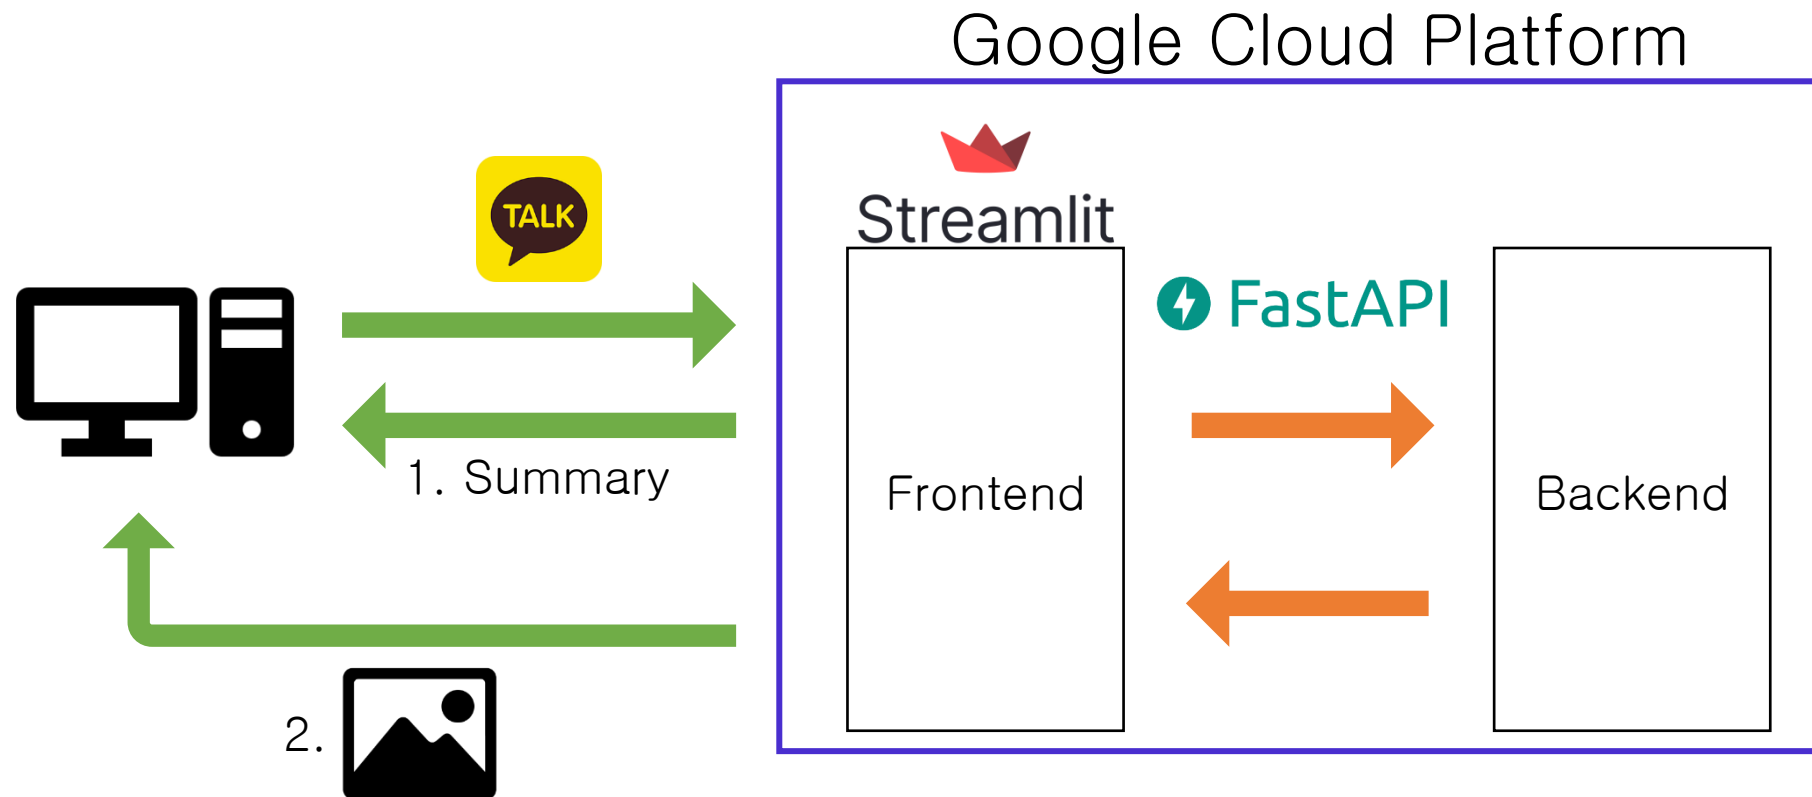 Google Cloud Platform
TALK
Streamlit
FastAPI
1. Summary
Frontend
Backend
2.